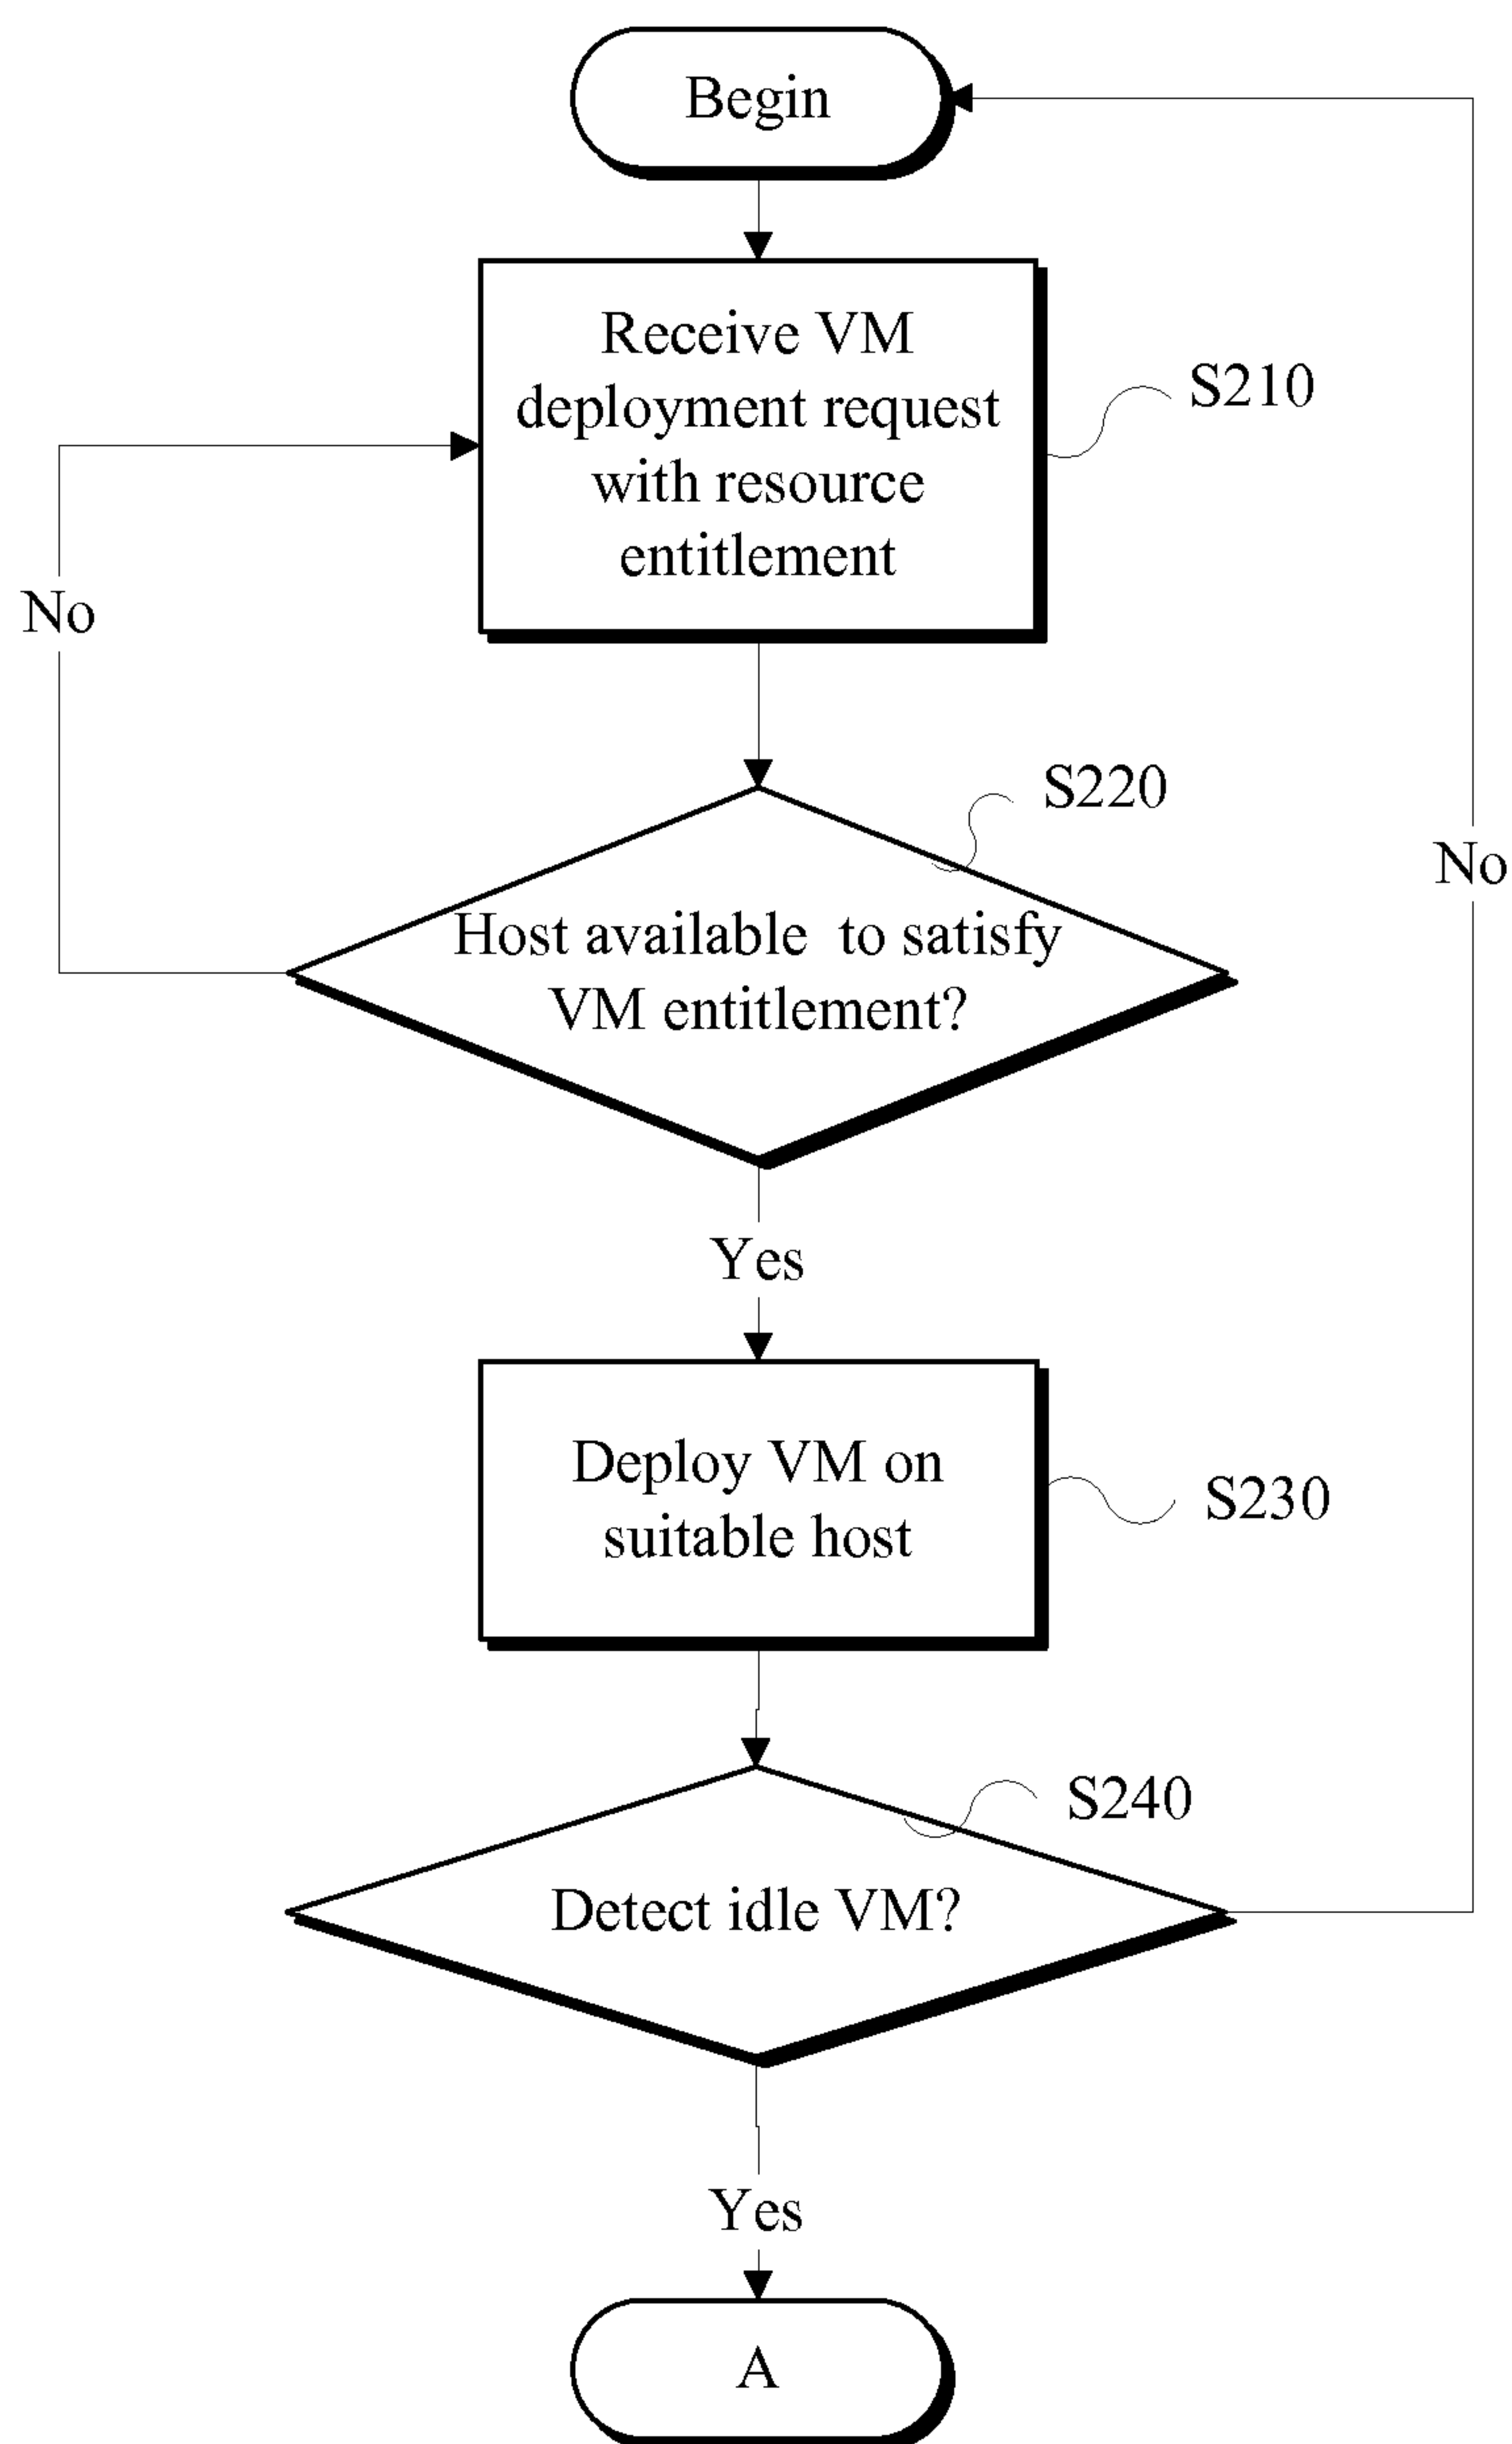 Begin
Receive VM
deployment request
with resource
entitlement
S210
No
S220
No
Host available to satisfy
VM entitlement?
Yes
Deploy VM on
suitable host
S230
S240
Detect idle VM?
Yes
A